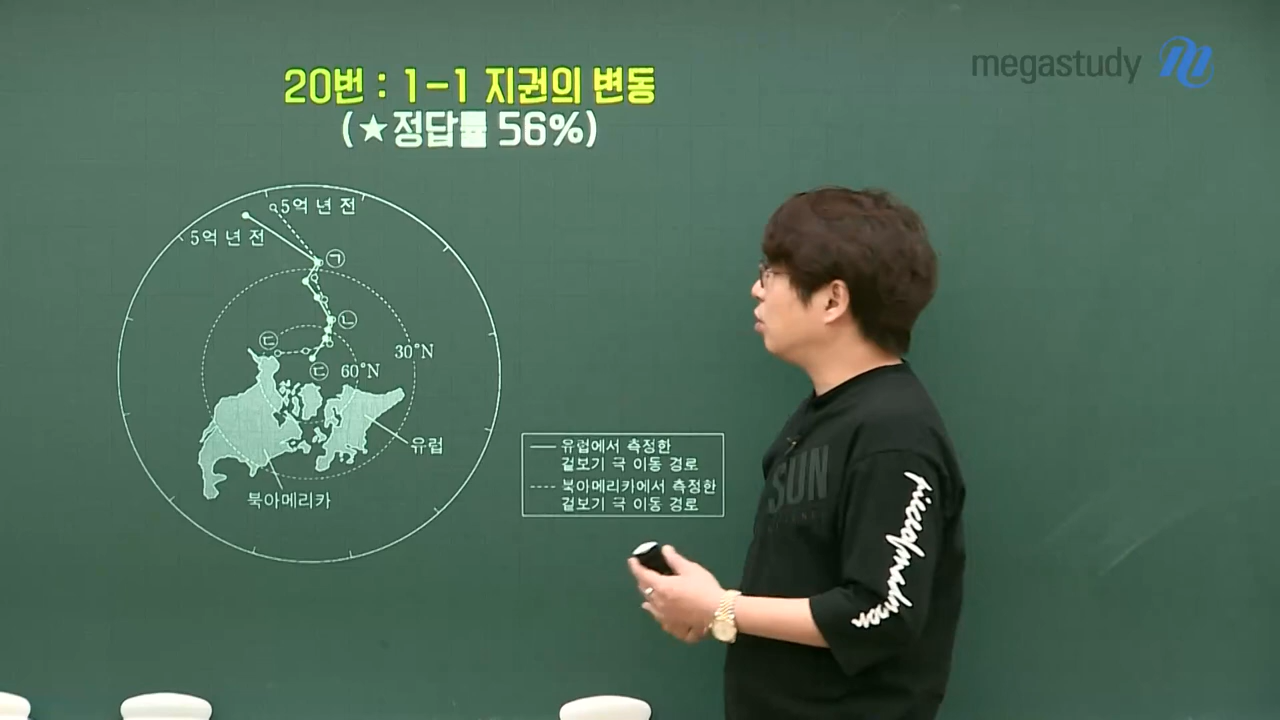 megastudy
20번 : 1-1 지권의 변동
(★정답률 56%)
5억 년 전
5억 년 전
㉠
㉡
㉢
30°N
㉢
60°N
유럽
북아메리카
유럽에서 측정한
겉보기 극 이동 경로
북아메리카에서 측정한
겉보기 극 이동 경로
SUN